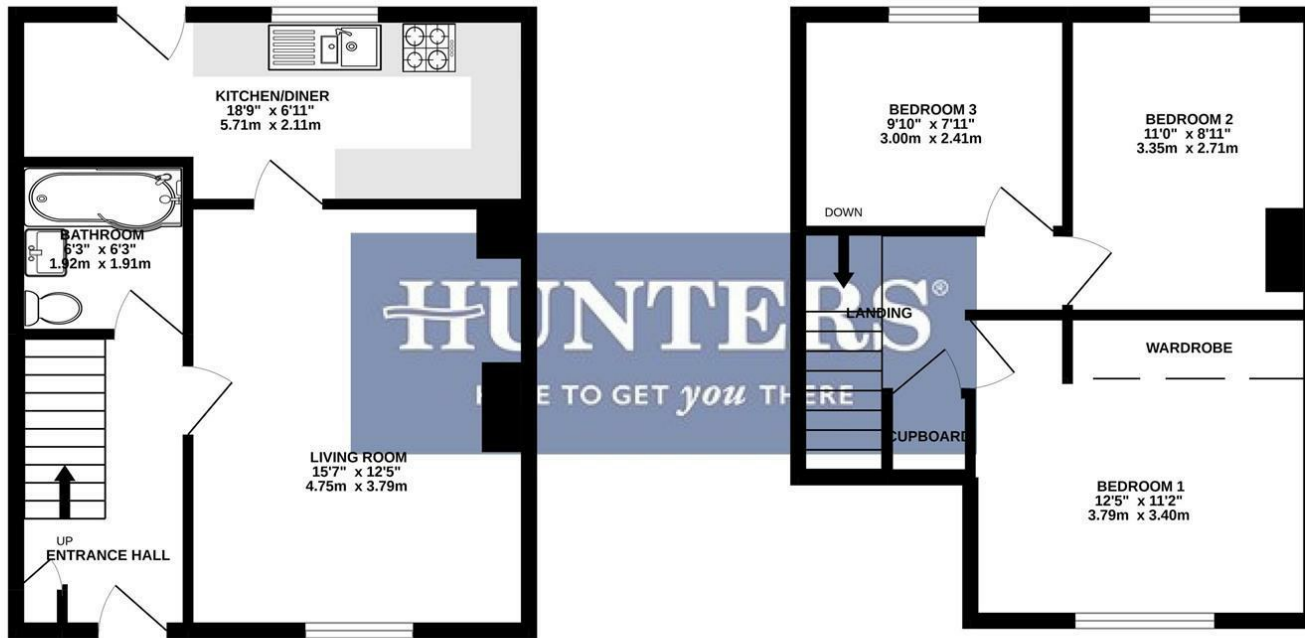 KITCHEN/DINER
18'9" x 6'11"
5.71m x 2.11m
BATHROOM
6'3" x 6'3"
1.92m x 1.91m
LIVING ROOM
15'7" x 12'5"
4.75m x 3.79m
UP
ENTRANCE HALL
HUNTERS®
HERE TO GET you THERE
BEDROOM 3
9'10" x 7'11"
3.00m x 2.41m
BEDROOM 2
11'0" x 8'11"
3.35m x 2.71m
DOWN
LANDING
WARDROBE
CUPBOARD
BEDROOM 1
12'5" x 11'2"
3.79m x 3.40m